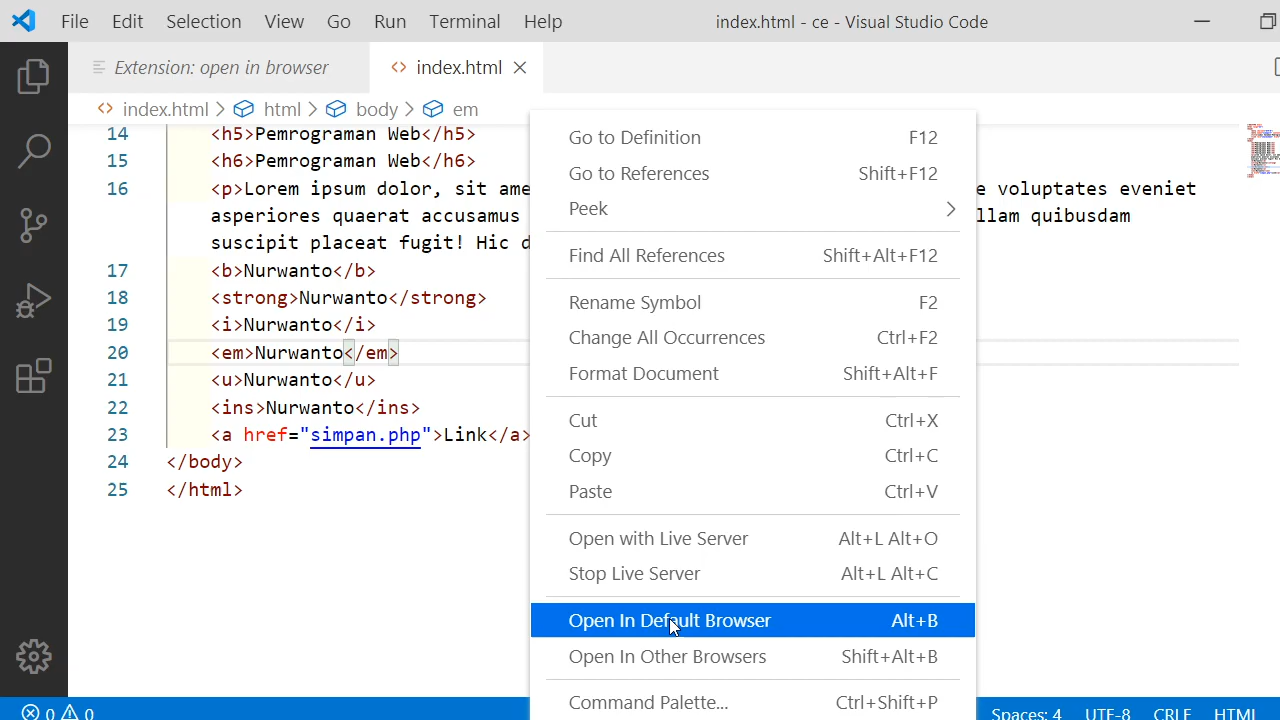 File Edit Selection View Go Run Terminal Help index.html - ce - Visual Studio Code
Extension: open in browser <> index.html
<> index.html > html > body > em
14 <h5>Pemrograman Web</h5>
15 <h6>Pemrograman Web</h6>
16 <p>Lorem ipsum dolor, sit ame
e voluptates eveniet
asperiores quaerat accusamus
llam quibusdam
suscipit placeat fugit! Hic d
17 <b>Nurwanto</b>
18 <strong>Nurwanto</strong>
19 <i>Nurwanto</i>
20 <em>Nurwanto</em>
21 <u>Nurwanto</u>
22 <ins>Nurwanto</ins>
23 <a href="simpan.php">Link</a>
24 </body>
25 </html>
Go to Definition F12
Go to References Shift+F12
Peek
Find All References Shift+Alt+F12
Rename Symbol F2
Change All Occurrences Ctrl+F2
Format Document Shift+Alt+F
Cut Ctrl+X
Copy Ctrl+C
Paste Ctrl+V
Open with Live Server Alt+L Alt+O
Stop Live Server Alt+L Alt+C
Open In Default Browser Alt+B
Open In Other Browsers Shift+Alt+B
Command Palette... Ctrl+Shift+P
0 0 Spaces: 4 UTF-8 CRLF HTML